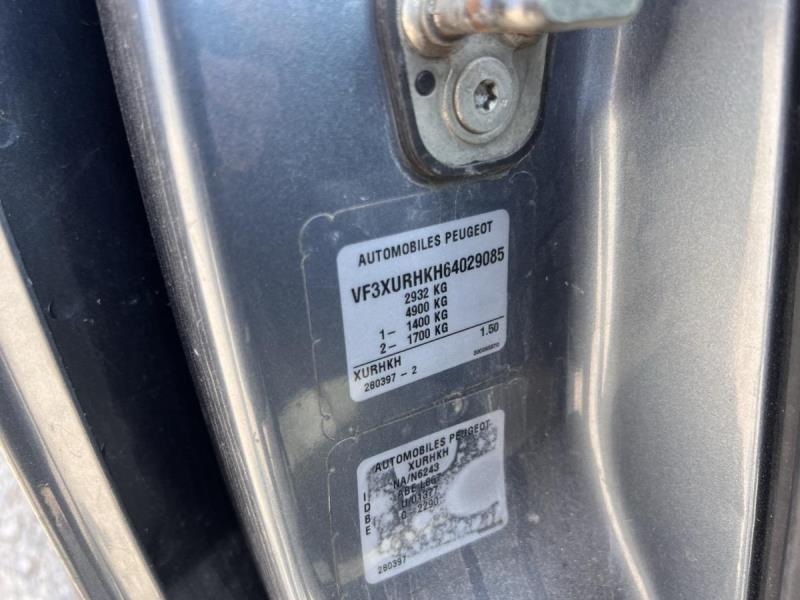 AUTOMOBILES PEUGEOT
VF3XURHKH64029085
2932 KG
4900 KG
1- 1400 KG
2- 1700 KG 1.50
XURHKH
280397 - 2
AUTOMOBILES PEUGEOT
XURHKH
I NA/N6243
D
B
E
280397